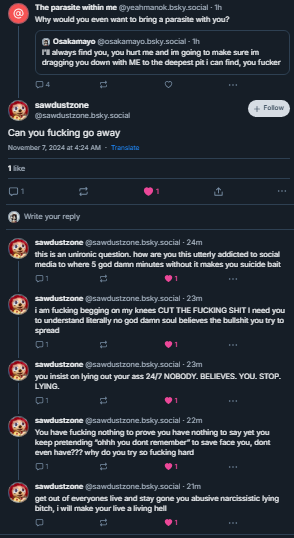 The parasite within me @yeahmanok.bsky.social · 1h
Why would you even want to bring a parasite with you?
Osakamayo @osakamayo.bsky.social · 1h
I'll always find you, you hurt me and im going to make sure im
dragging you down with ME to the deepest pit i can find, you fucker
4
sawdustzone
@sawdustzone.bsky.social
+ Follow
Can you fucking go away
November 7, 2024 at 4:24 AM · Translate
1 like
1
1
Write your reply
sawdustzone @sawdustzone.bsky.social · 24m
this is an unironic question. how are you this utterly addicted to social
media to where 5 god damn minutes without it makes you suicide bait
1
1
sawdustzone @sawdustzone.bsky.social · 23m
i am fucking begging on my knees CUT THE FUCKING SHIT I need you
to understand literally no god damn soul believes the bullshit you try to
spread
1
1
sawdustzone @sawdustzone.bsky.social · 23m
you insist on lying out your ass 24/7 NOBODY. BELIEVES. YOU. STOP.
LYING.
1
1
sawdustzone @sawdustzone.bsky.social · 22m
You have fucking nothing to prove you have nothing to say yet you
keep pretending "ohhh you dont remember" to save face you, dont
even have??? why do you try so fucking hard
1
1
sawdustzone @sawdustzone.bsky.social · 21m
get out of everyones live and stay gone you abusive narcissistic lying
bitch, i will make your live a living hell
1